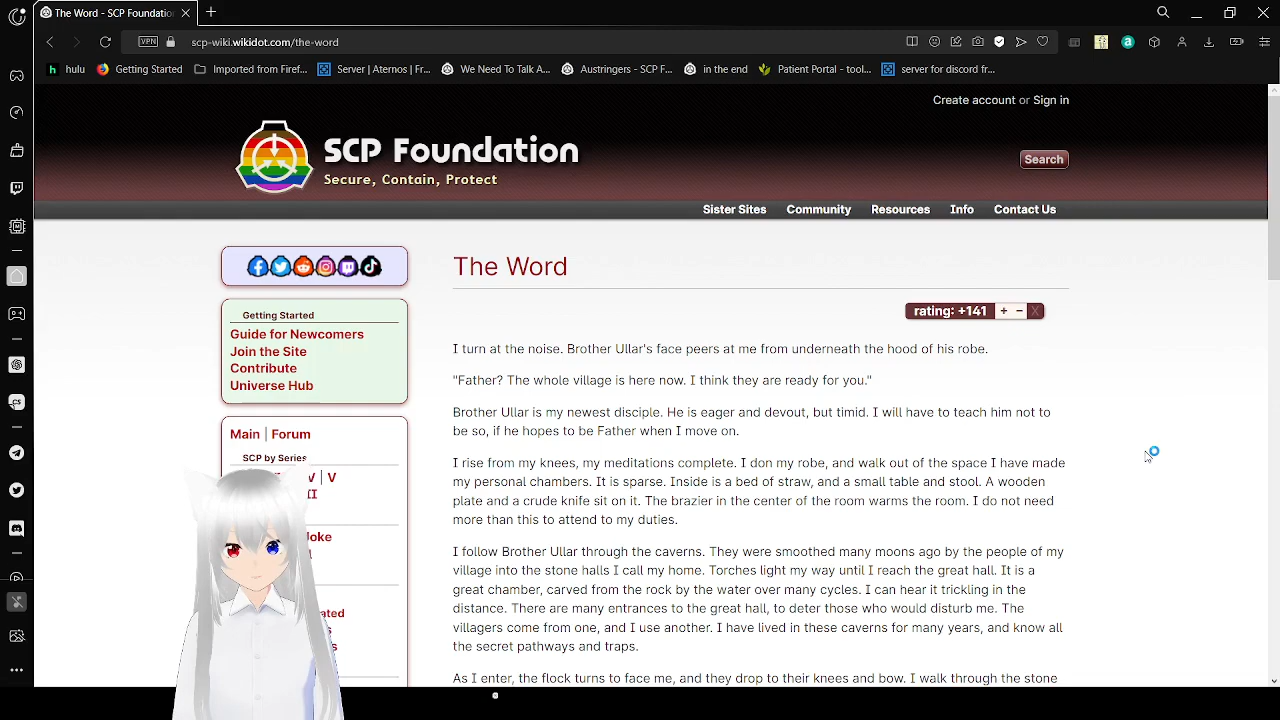 The Word - SCP Foundatio
scp-wiki.wikidot.com/the-word
VPN
hulu
Getting Started
Imported from Firef...
Server | Aternos | Fr...
We Need To Talk A...
Austringers - SCP F...
in the end
Patient Portal - tool...
server for discord fr...
Create account or Sign in
SCP Foundation
Secure, Contain, Protect
Search
Sister Sites
Community
Resources
Info
Contact Us
Getting Started
Guide for Newcomers
Join the Site
Contribute
Universe Hub
Main | Forum
SCP by Series
V | V
II
Joke
ated
The Word
rating: +141 + – X
I turn at the noise. Brother Ullar's face peers at me from underneath the hood of his robe.
"Father? The whole village is here now. I think they are ready for you."
Brother Ullar is my newest disciple. He is eager and devout, but timid. I will have to teach him not to
be so, if he hopes to be Father when I move on.
I rise from my knees, my meditations complete. I don my robe, and walk out of the space I have made
my personal chambers. It is sparse. Inside is a bed of straw, and a small table and stool. A wooden
plate and a crude knife sit on it. The brazier in the center of the room warms the room. I do not need
more than this to attend to my duties.
I follow Brother Ullar through the caverns. They were smoothed many moons ago by the people of my
village into the stone halls I call my home. Torches light my way until I reach the great hall. It is a
great chamber, carved from the rock by the water over many cycles. I can hear it trickling in the
distance. There are many entrances to the great hall, to deter those who would disturb me. The
villagers come from one, and I use another. I have lived in these caverns for many years, and know all
the secret pathways and traps.
As I enter, the flock turns to face me, and they drop to their knees and bow. I walk through the stone